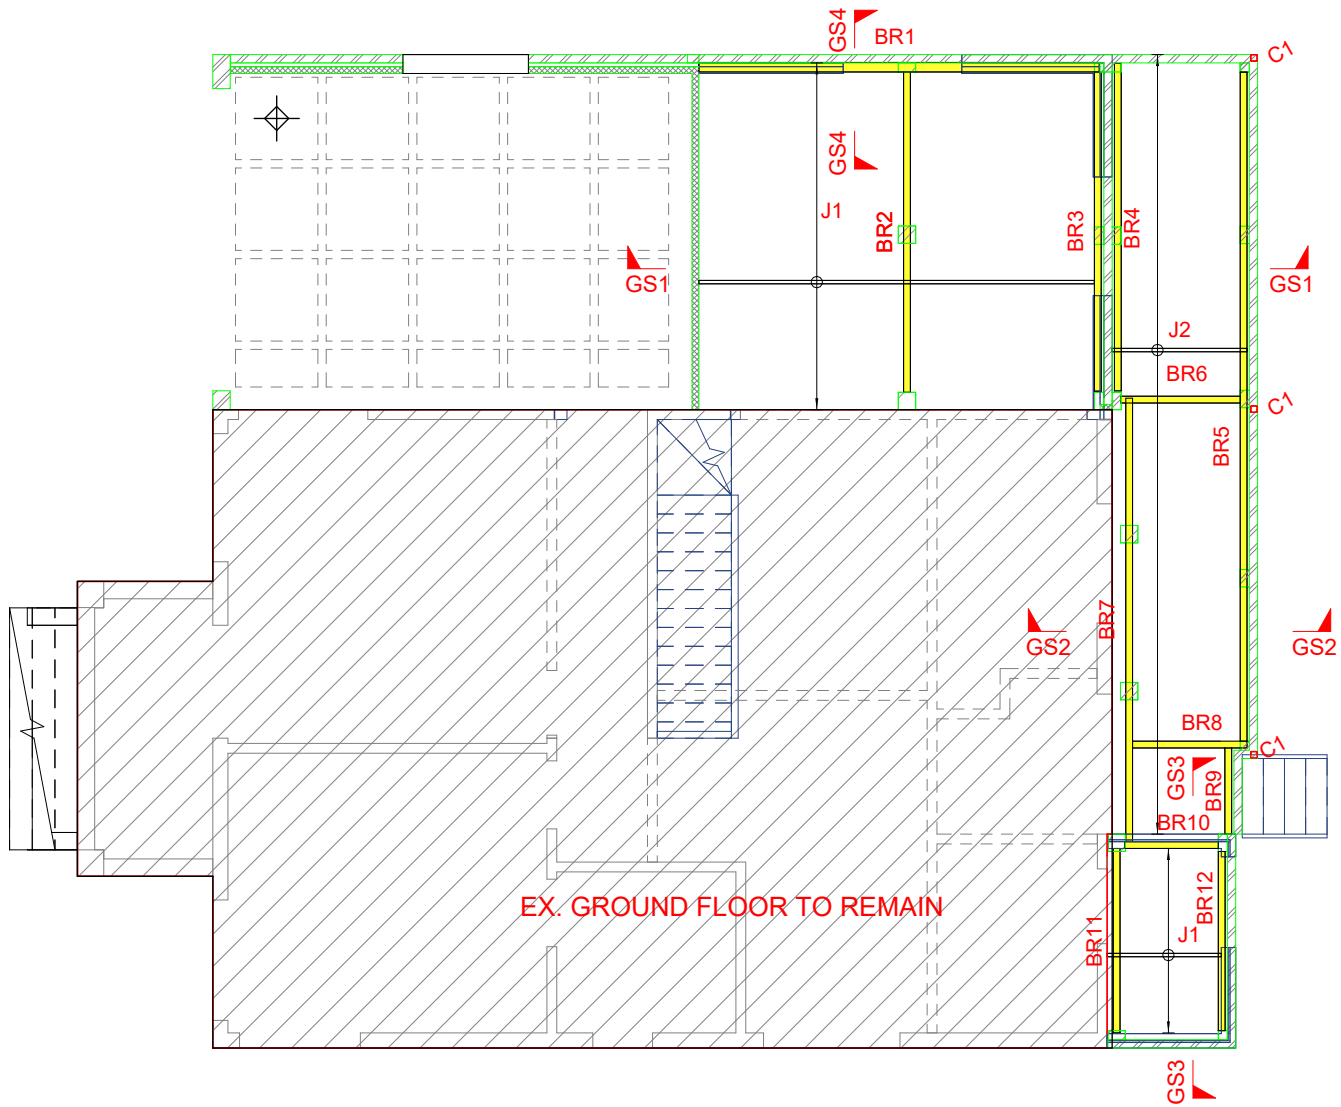 GS4
BR1
C1
GS4
J1
BR2
BR3
BR4
GS1
GS1
J2
BR6
C1
BR5
BR7
GS2
GS2
BR8
C1
GS3
BR9
BR10
BR12
EX. GROUND FLOOR TO REMAIN
BR11
J1
GS3